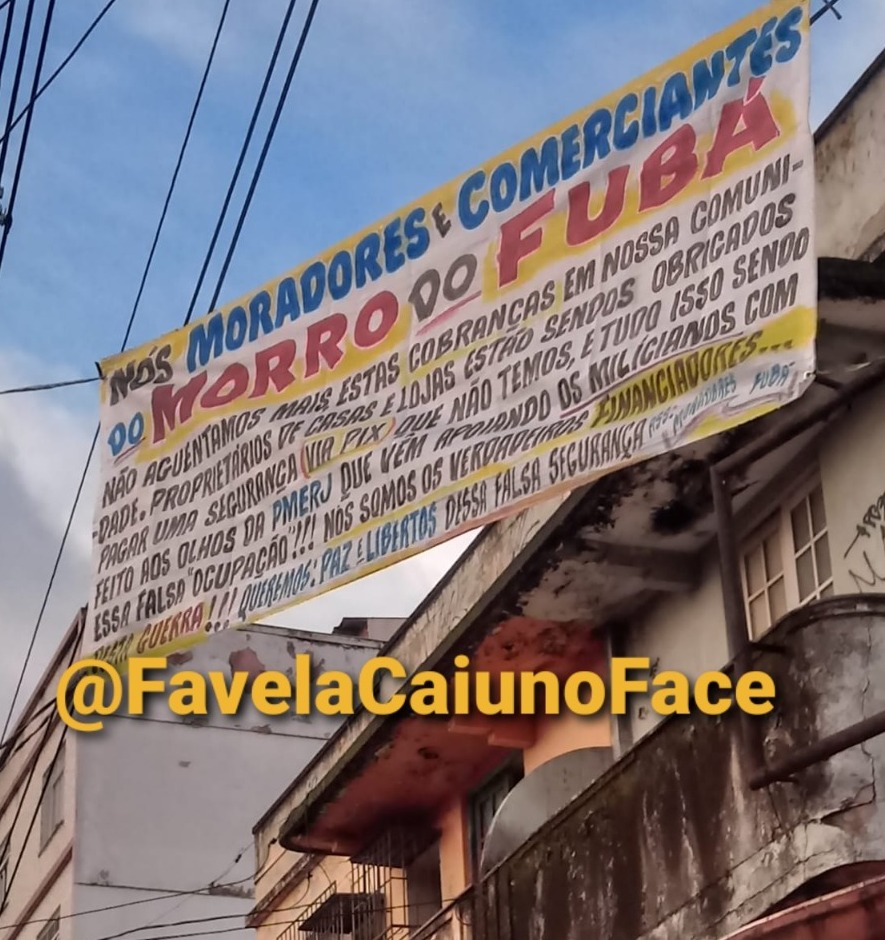 NÓS MORADORES E COMERCIANTES
DO MORRO DO FUBÁ
NÃO AGUENTAMOS MAIS, ESTAS COBRANÇAS EM NOSSA COMUNI-
-DADE. PROPRIETÁRIOS DE CASAS E LOJAS ESTÃO SENDOS OBRIGADOS
PAGAR UMA SEGURANÇA VIA PIX QUE NÃO TEMOS, E TUDO ISSO SENDO
FEITO AOS OLHOS DA PMERJ QUE VEM APOIANDO OS MILICIANOS COM
ESSA FALSA "OCUPAÇÃO"!!! NÓS SOMOS OS VERDADEIROS FINANCIADORES...
GUERRA!!! QUEREMOS: PAZ E LIBERTOS DESSA FALSA SEGURANÇA
MORADORES FUBÁ
@FavelaCaiunoFace